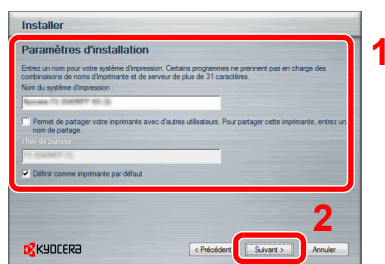 Installer
Paramètres d'installation
1
Entrez un nom pour votre système d'impression. Certains programmes ne prennent pas en charge des
combinaisons de noms d'imprimante et de serveur de plus de 31 caractères.
Nom du système d'impression :
Permet de partager votre imprimante avec d'autres utilisateurs. Pour partager cette imprimante, entrez un
nom de partage.
Nom de partage :
Définir comme imprimante par défaut
2
KYOCERA
< Précédent
Suivant >
Annuler